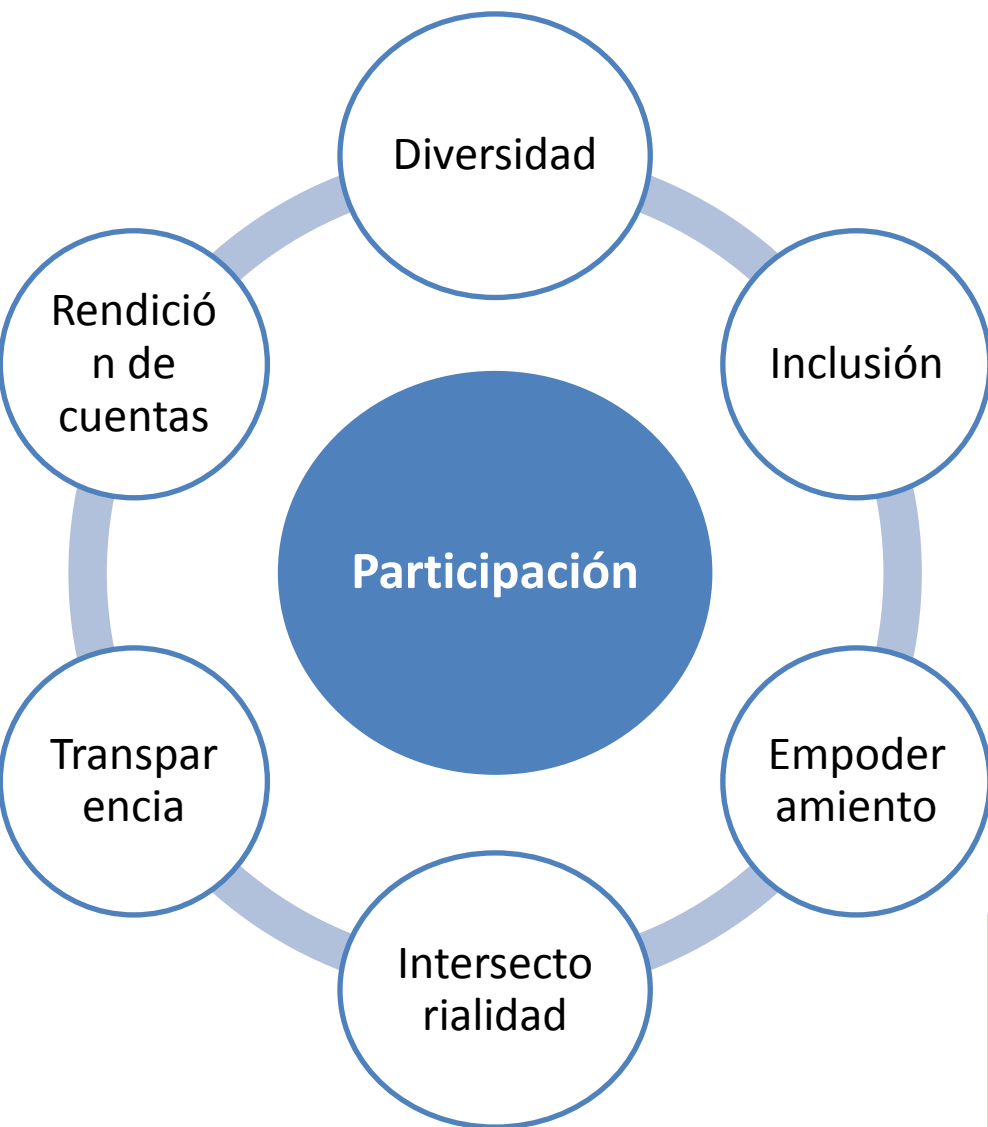 Diversidad
Inclusión
Empoder
amiento
Intersecto
rialidad
Transpar
encia
Rendició
n de
cuentas
Participación